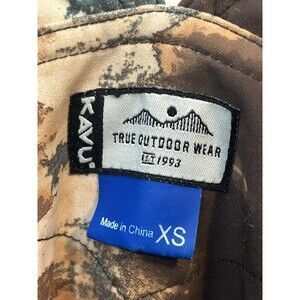 KAVU
TRUE OUTDOOR WEAR
EST 1993
Made in China XS